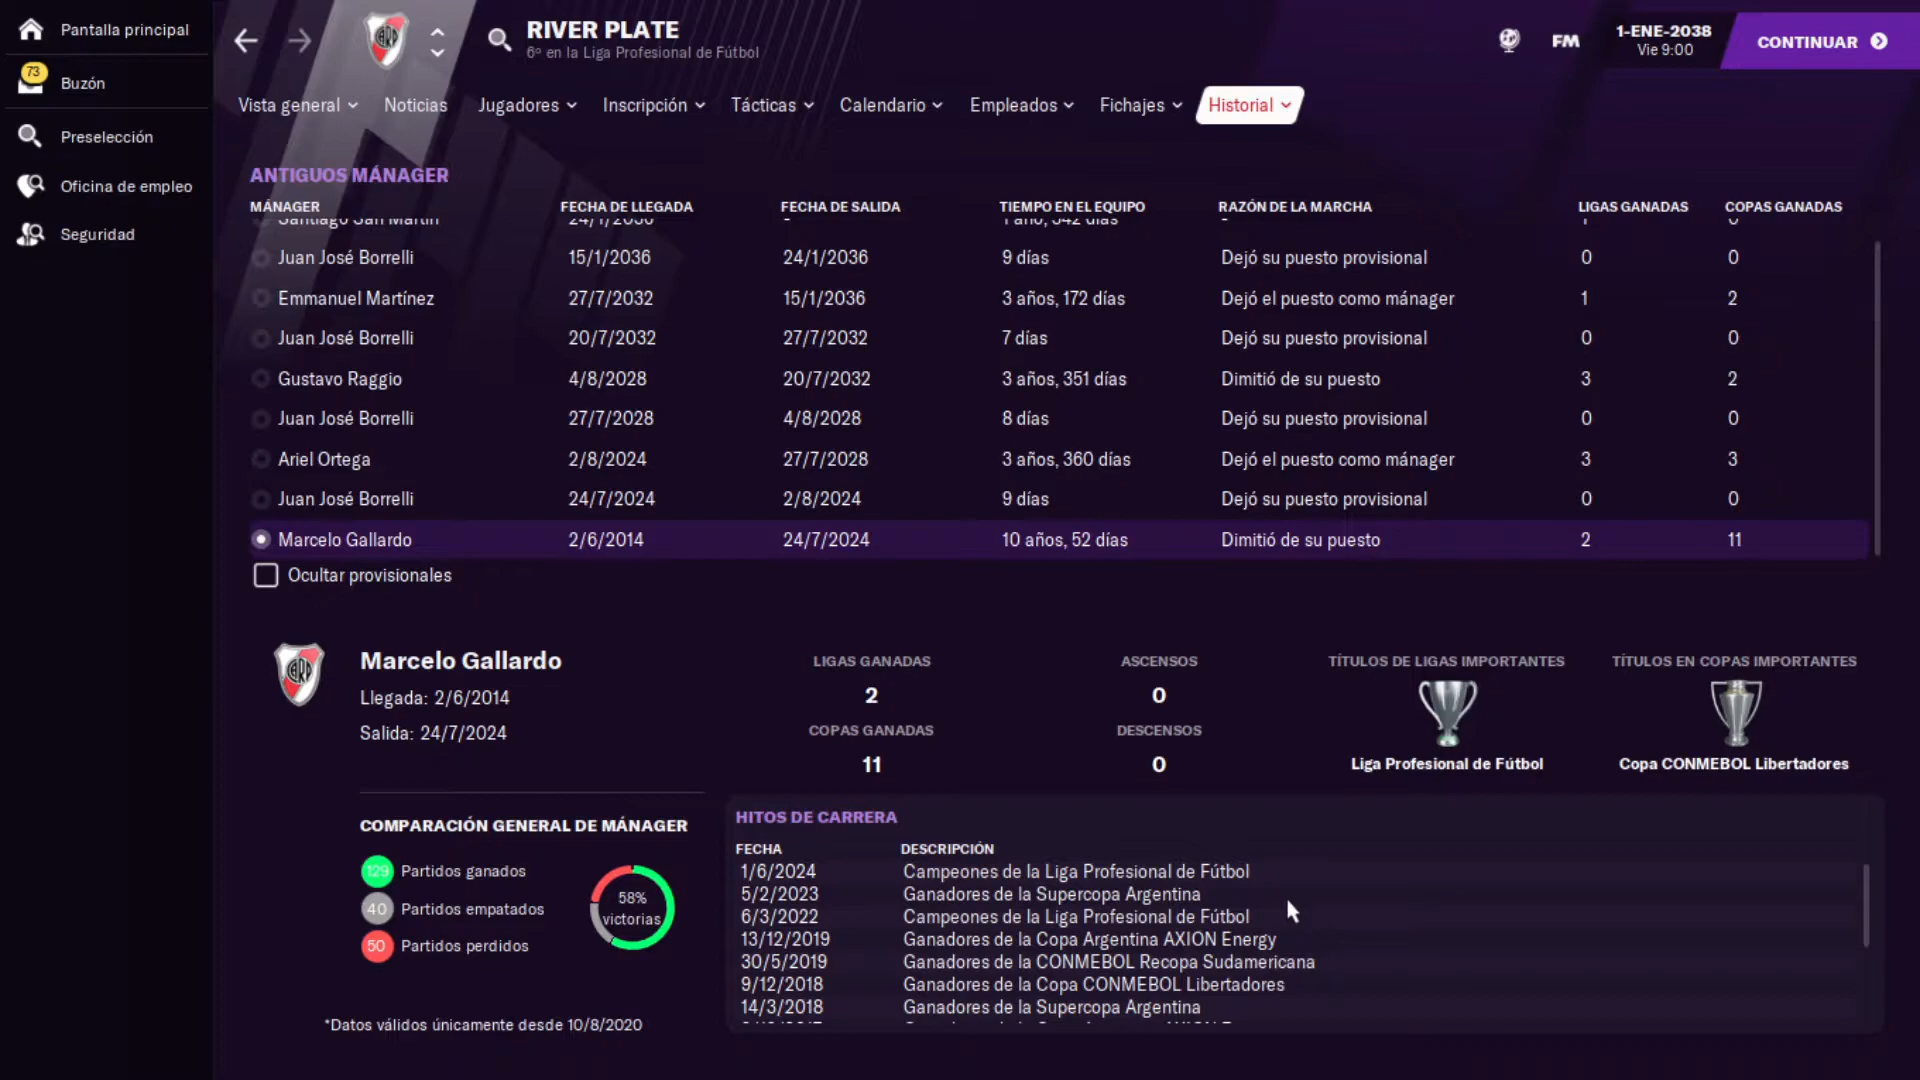 Pantalla principal
73
Buzón
Preselección
Oficina de empleo
Seguridad
RIVER PLATE
6º en la Liga Profesional de Fútbol
FM
1-ENE-2038
Vie 9:00
CONTINUAR
Vista general
Noticias
Jugadores
Inscripción
Tácticas
Calendario
Empleados
Fichajes
Historial
ANTIGUOS MÁNAGER
MÁNAGER FECHA DE LLEGADA FECHA DE SALIDA TIEMPO EN EL EQUIPO RAZÓN DE LA MARCHA LIGAS GANADAS COPAS GANADAS
Santiago San Martín 24/1/2036 - 1 año, 342 días - 1 0
Juan José Borrelli 15/1/2036 24/1/2036 9 días Dejó su puesto provisional 0 0
Emmanuel Martínez 27/7/2032 15/1/2036 3 años, 172 días Dejó el puesto como mánager 1 2
Juan José Borrelli 20/7/2032 27/7/2032 7 días Dejó su puesto provisional 0 0
Gustavo Raggio 4/8/2028 20/7/2032 3 años, 351 días Dimitió de su puesto 3 2
Juan José Borrelli 27/7/2028 4/8/2028 8 días Dejó su puesto provisional 0 0
Ariel Ortega 2/8/2024 27/7/2028 3 años, 360 días Dejó el puesto como mánager 3 3
Juan José Borrelli 24/7/2024 2/8/2024 9 días Dejó su puesto provisional 0 0
Marcelo Gallardo 2/6/2014 24/7/2024 10 años, 52 días Dimitió de su puesto 2 11
Ocultar provisionales
Marcelo Gallardo
Llegada: 2/6/2014
Salida: 24/7/2024
LIGAS GANADAS
2
COPAS GANADAS
11
ASCENSOS
0
DESCENSOS
0
TÍTULOS DE LIGAS IMPORTANTES
Liga Profesional de Fútbol
TÍTULOS EN COPAS IMPORTANTES
Copa CONMEBOL Libertadores
COMPARACIÓN GENERAL DE MÁNAGER
129 Partidos ganados
40 Partidos empatados
50 Partidos perdidos
58%
victorias
*Datos válidos únicamente desde 10/8/2020
HITOS DE CARRERA
FECHA DESCRIPCIÓN
1/6/2024 Campeones de la Liga Profesional de Fútbol
5/2/2023 Ganadores de la Supercopa Argentina
6/3/2022 Campeones de la Liga Profesional de Fútbol
13/12/2019 Ganadores de la Copa Argentina AXION Energy
30/5/2019 Ganadores de la CONMEBOL Recopa Sudamericana
9/12/2018 Ganadores de la Copa CONMEBOL Libertadores
14/3/2018 Ganadores de la Supercopa Argentina